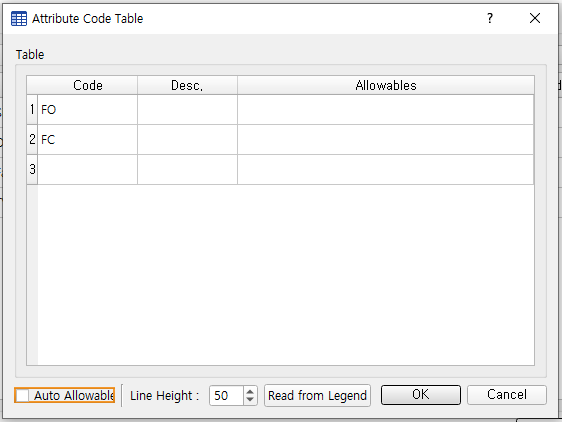 Attribute Code Table
?
Table
Code Desc. Allowables
1 FO
2 FC
3
Auto Allowable Line Height : 50 Read from Legend OK Cancel